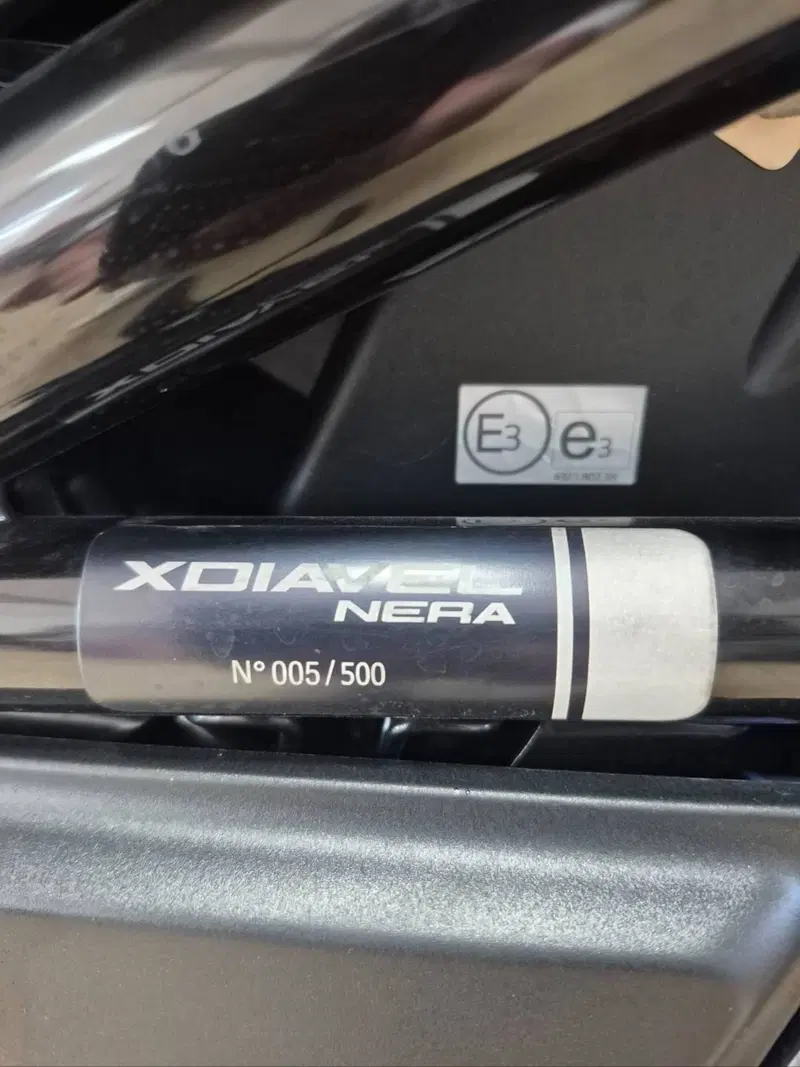 E3 e3
XDIAVEL
NERA
N° 005/500